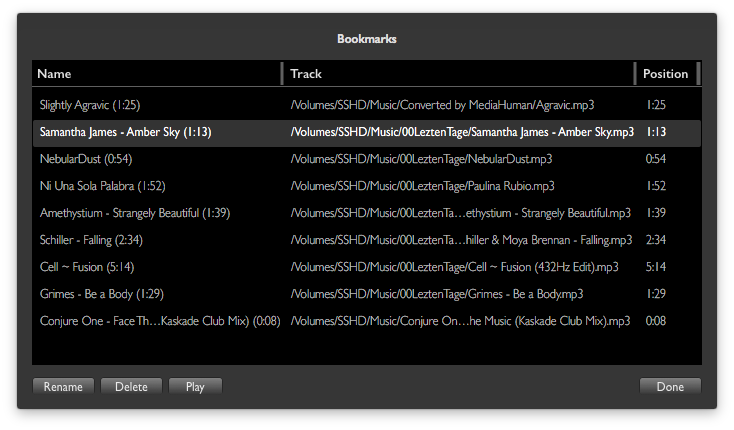 Bookmarks
Name Track Position
Slightly Agravic (1:25) /Volumes/SSHD/Music/Converted by MediaHuman/Agravic.mp3 1:25
Samantha James - Amber Sky (1:13) /Volumes/SSHD/Music/00LeztenTage/Samantha James - Amber Sky.mp3 1:13
NebularDust (0:54) /Volumes/SSHD/Music/00LeztenTage/NebularDust.mp3 0:54
Ni Una Sola Palabra (1:52) /Volumes/SSHD/Music/00LeztenTage/Paulina Rubio.mp3 1:52
Amethystium - Strangely Beautiful (1:39) /Volumes/SSHD/Music/00LeztenTa…ethystium - Strangely Beautiful.mp3 1:39
Schiller - Falling (2:34) /Volumes/SSHD/Music/00LeztenTa…hiller & Moya Brennan - Falling.mp3 2:34
Cell ~ Fusion (5:14) /Volumes/SSHD/Music/00LeztenTage/Cell ~ Fusion (432Hz Edit).mp3 5:14
Grimes - Be a Body (1:29) /Volumes/SSHD/Music/00LeztenTage/Grimes - Be a Body.mp3 1:29
Conjure One - Face Th…Kaskade Club Mix) (0:08) /Volumes/SSHD/Music/Conjure On…he Music (Kaskade Club Mix).mp3 0:08
Rename Delete Play Done